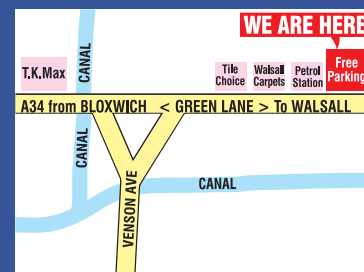 WE ARE HERE
T.K.Max
CANAL
Tile
Choice
Walsall
Carpets
Petrol
Station
Free
Parking
A34 from BLOXWICH < GREEN LANE > To WALSALL
CANAL
VENSON AVE
CANAL